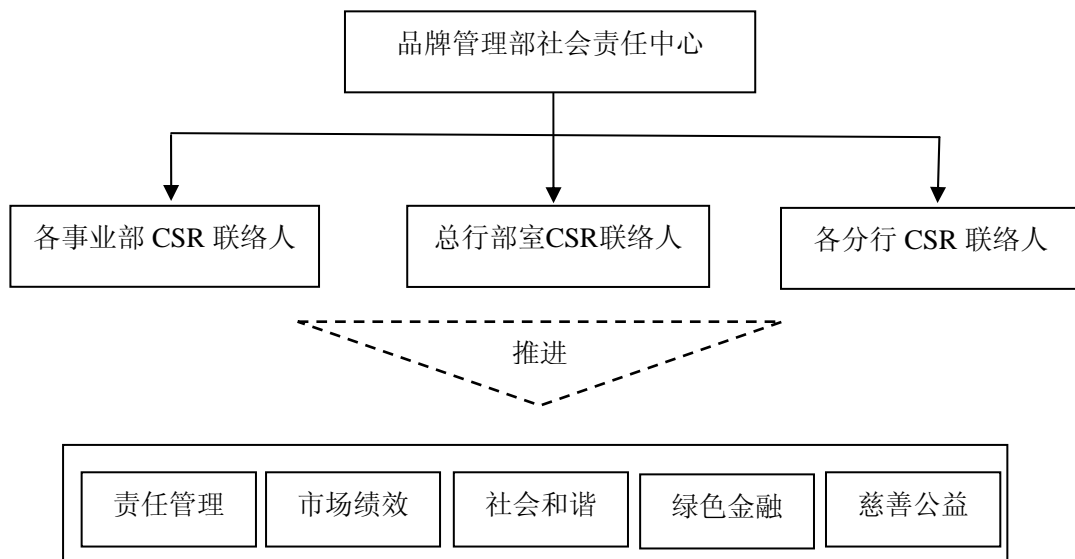 品牌管理部社会责任中心
各事业部 CSR 联络人
总行部室CSR联络人
各分行 CSR 联络人
推进
责任管理
市场绩效
社会和谐
绿色金融
慈善公益